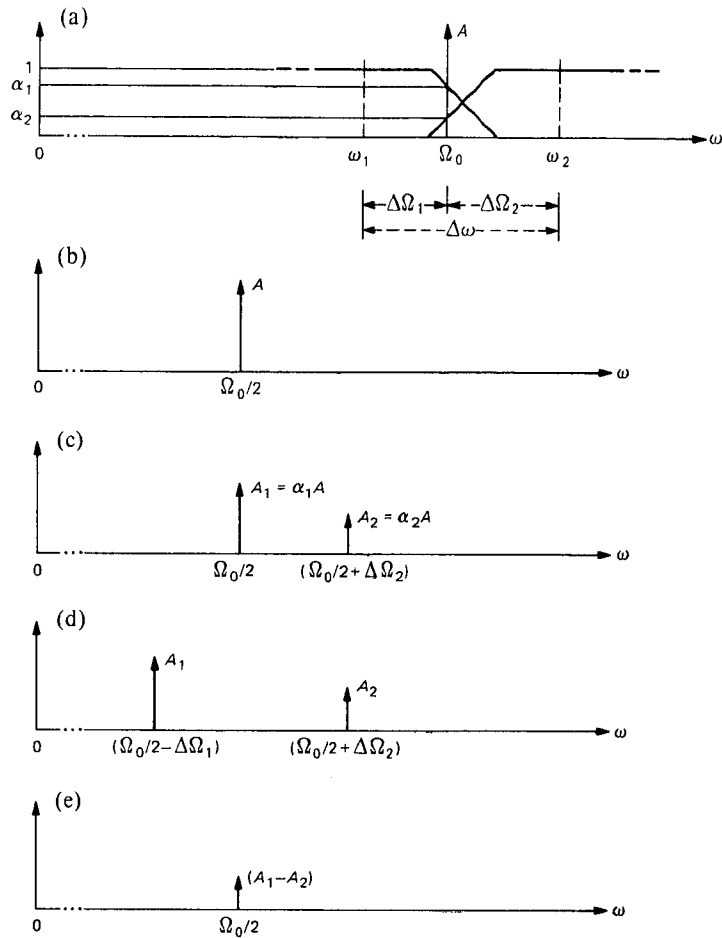 (a)
A
1
α₁
α₂
0
ω₁
Ω₀
ω₂
ω
ΔΩ₁
ΔΩ₂
Δω
(b)
A
0
Ω₀/2
ω
(c)
A₁ = α₁A
A₂ = α₂A
0
Ω₀/2
(Ω₀/2 + ΔΩ₂)
ω
(d)
A₁
A₂
0
(Ω₀/2 – ΔΩ₁)
(Ω₀/2 + ΔΩ₂)
ω
(e)
(A₁–A₂)
0
Ω₀/2
ω